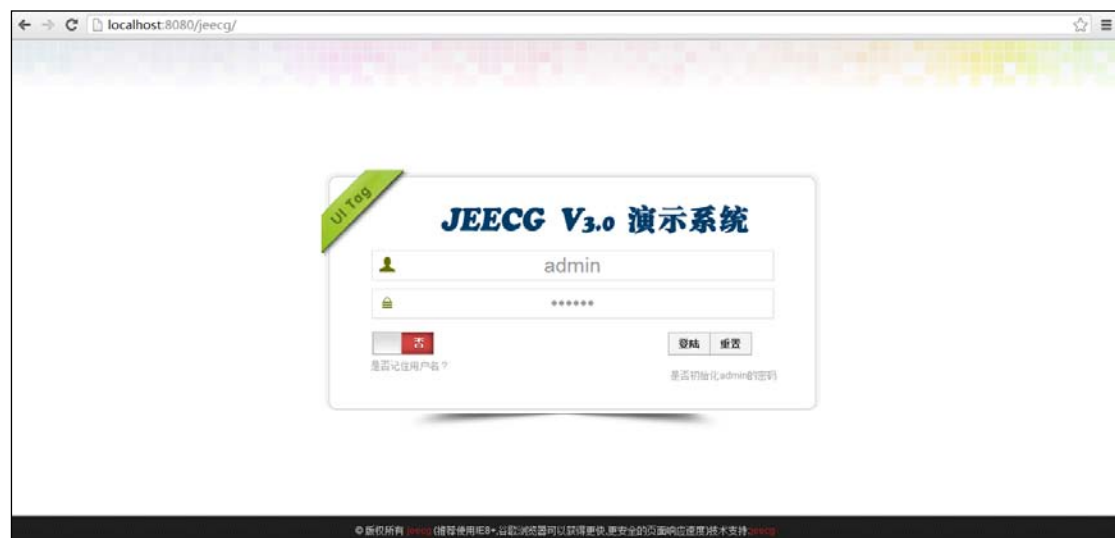 localhost:8080/jeecg/
UI Tag
JEECG V3.0 演示系统
admin
••••••
否
登陆 重置
是否记住用户名？
是否初始化admin的密码
© 版权所有 jeecg (推荐使用IE8+,谷歌浏览器可以获得更快,更安全的页面响应速度)技术支持:jeecg